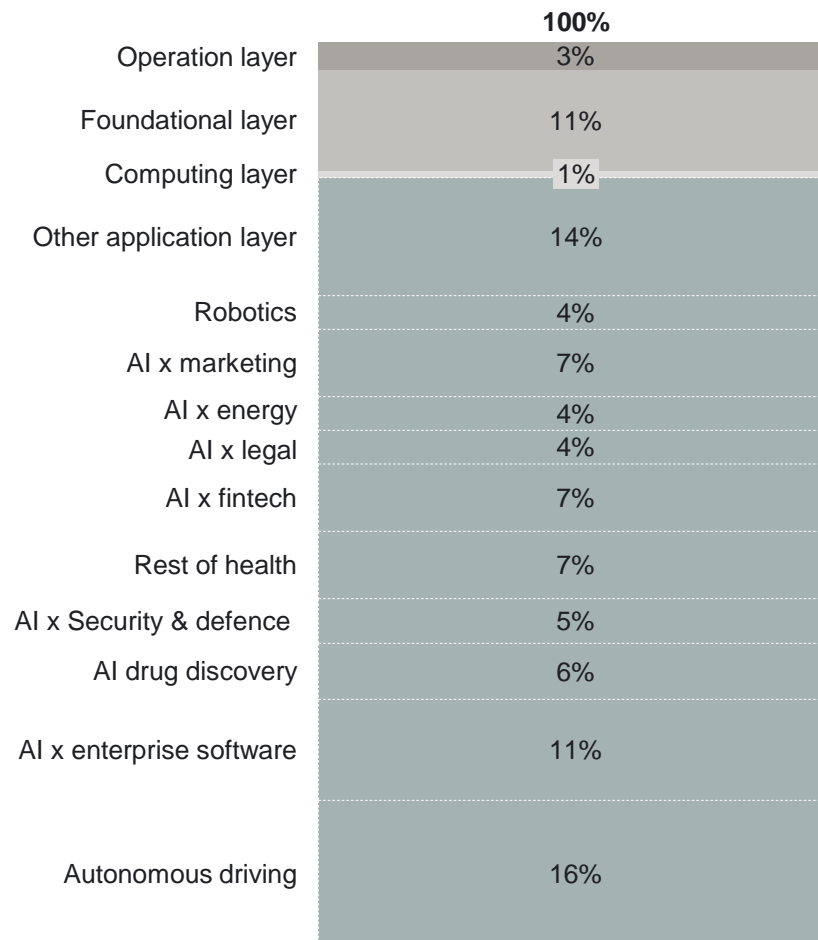 100%
Operation layer 3%
Foundational layer 11%
Computing layer 1%
Other application layer 14%
Robotics 4%
AI x marketing 7%
AI x energy 4%
AI x legal 4%
AI x fintech 7%
Rest of health 7%
AI x Security & defence 5%
AI drug discovery 6%
AI x enterprise software 11%
Autonomous driving 16%